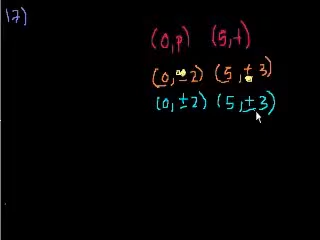 17)
(0,p) (5,t)
(0,±2) (5,±3)
(0,±2) (5,±3)